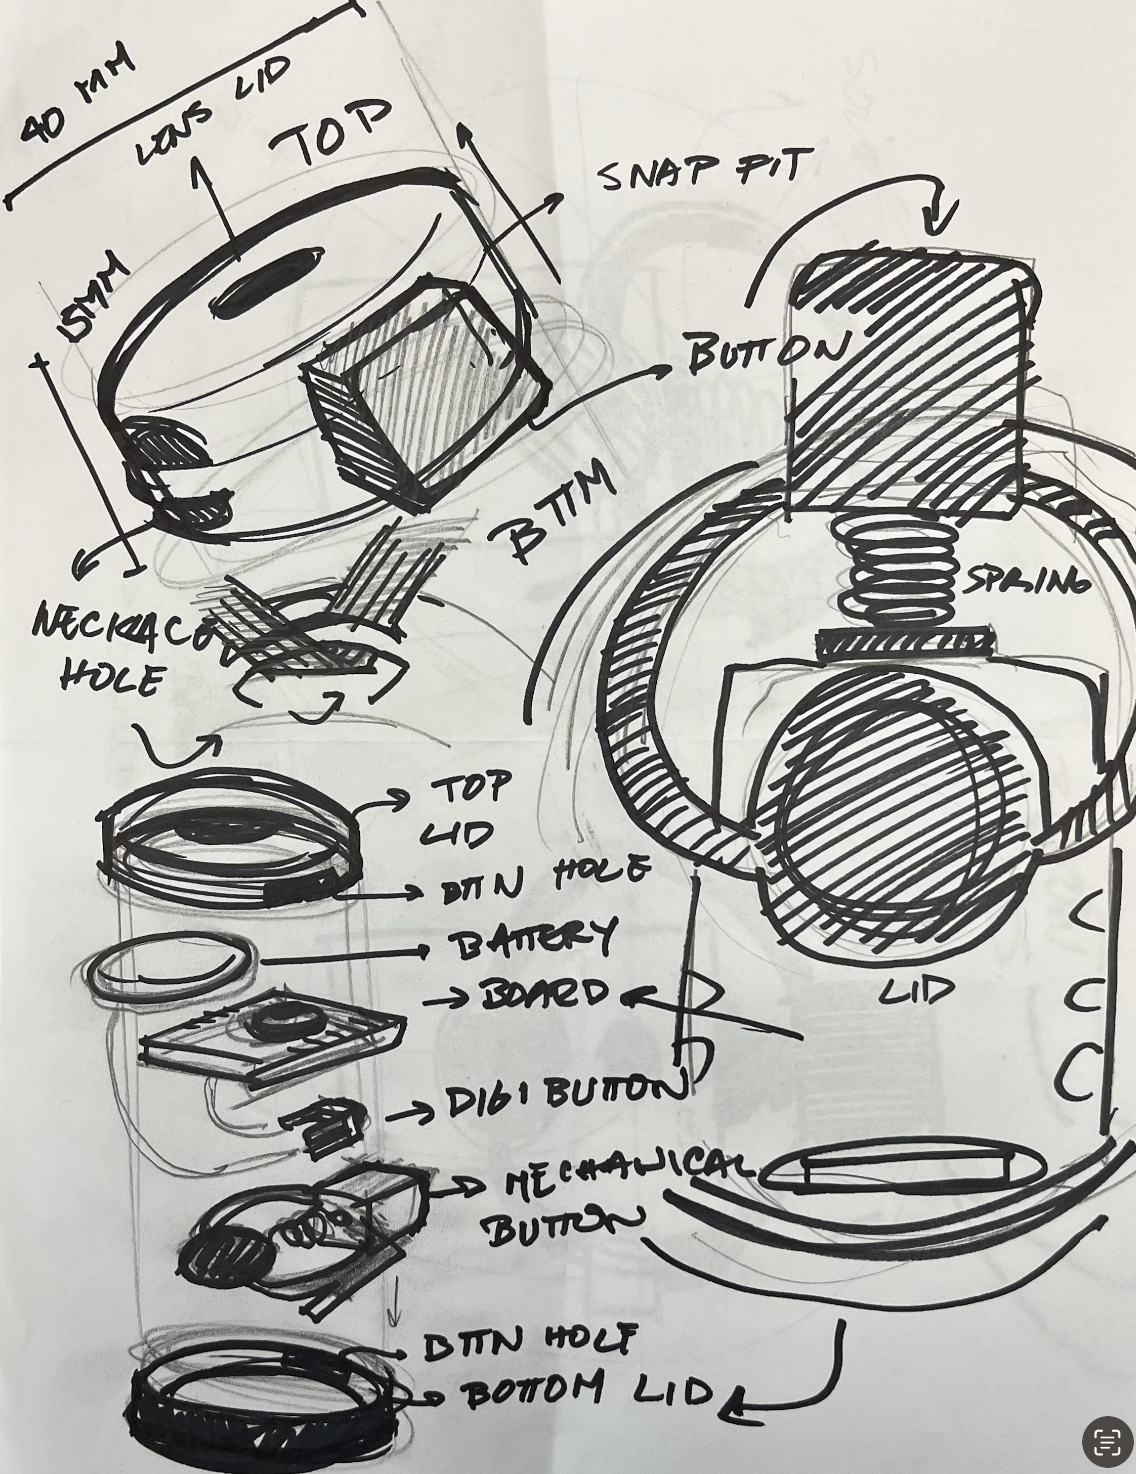 40 MM
LENS LID
TOP
SNAP FIT
15MM
BUTTON
BTTM
SPRING
NECKLACE
HOLE
TOP
LID
BTTN HOLE
BATTERY
BOARD
LID
DIGI BUTTON
MECHANICAL
BUTTON
BTTN HOLE
BOTTOM LID